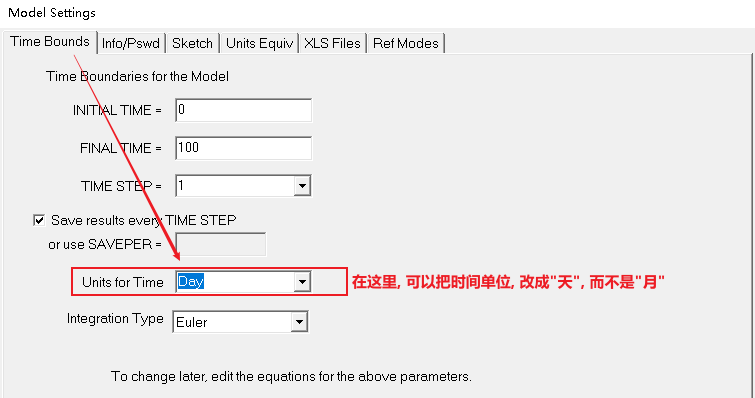 Model Settings
Time Bounds Info/Pswd Sketch Units Equiv XLS Files Ref Modes
Time Boundaries for the Model
INITIAL TIME = 0
FINAL TIME = 100
TIME STEP = 1
Save results every TIME STEP
or use SAVEPER =
Units for Time Day 在这里, 可以把时间单位, 改成"天", 而不是"月"
Integration Type Euler
To change later, edit the equations for the above parameters.